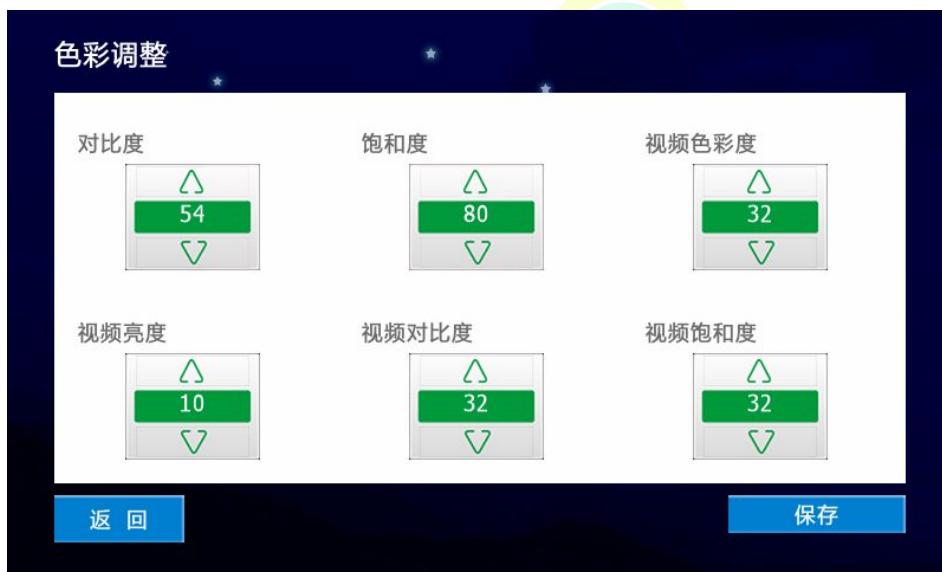 色彩调整
对比度 饱和度 视频色彩度
54 80 32
视频亮度 视频对比度 视频饱和度
10 32 32
返 回 保存